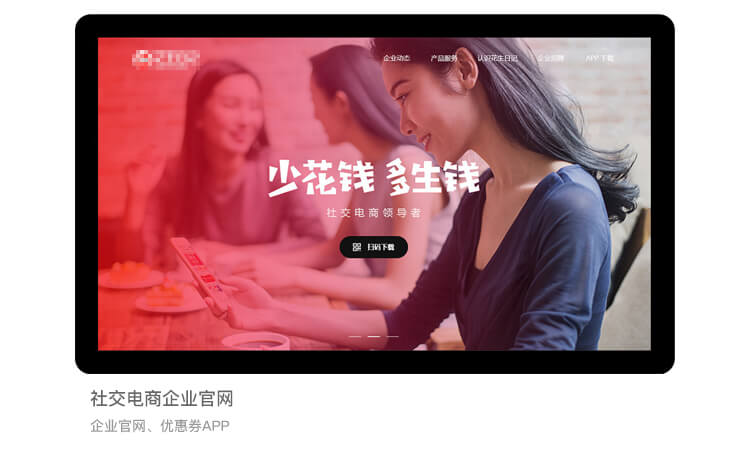 企业动态 产品服务 认识花生日记 企业招聘 APP下载
少花钱 多生钱
社交电商领导者
扫码下载
社交电商企业官网
企业官网、优惠券APP